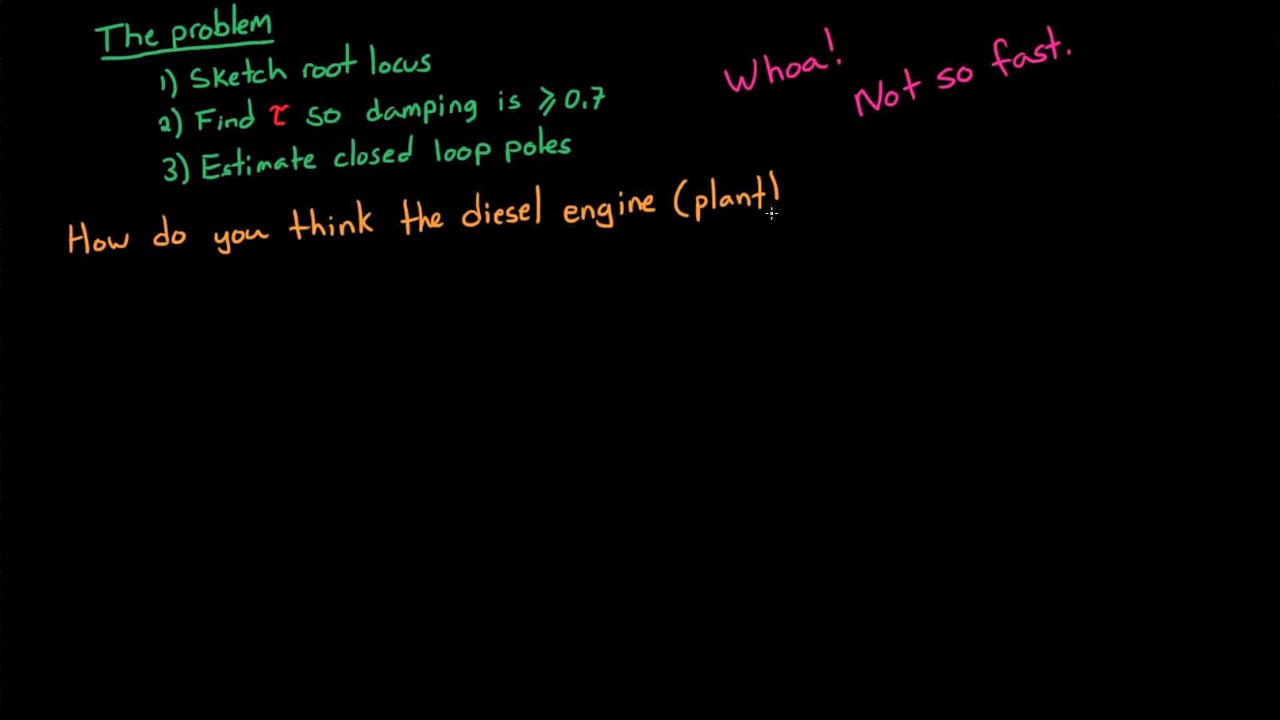 The problem
1) Sketch root locus
2) Find τ so damping is ⩾ 0.7
3) Estimate closed loop poles
Whoa!
Not so fast.
How do you think the diesel engine (plant)